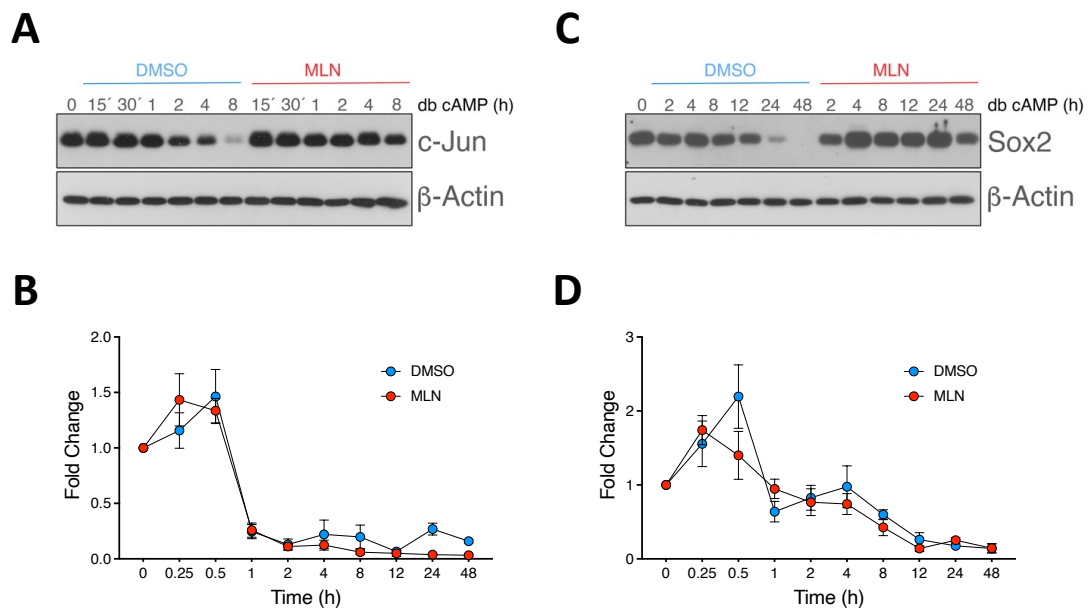 A
DMSO MLN
0 15´ 30´ 1 2 4 8 15´ 30´ 1 2 4 8 db cAMP (h)
c-Jun
β-Actin
C
DMSO MLN
0 2 4 8 12 24 48 2 4 8 12 24 48 db cAMP (h)
Sox2
β-Actin
B
Fold Change
2.0
1.5
1.0
0.5
0.0
DMSO
MLN
0 0.25 0.5 1 2 4 8 12 24 48
Time (h)
D
Fold Change
3
2
1
0
DMSO
MLN
0 0.25 0.5 1 2 4 8 12 24 48
Time (h)